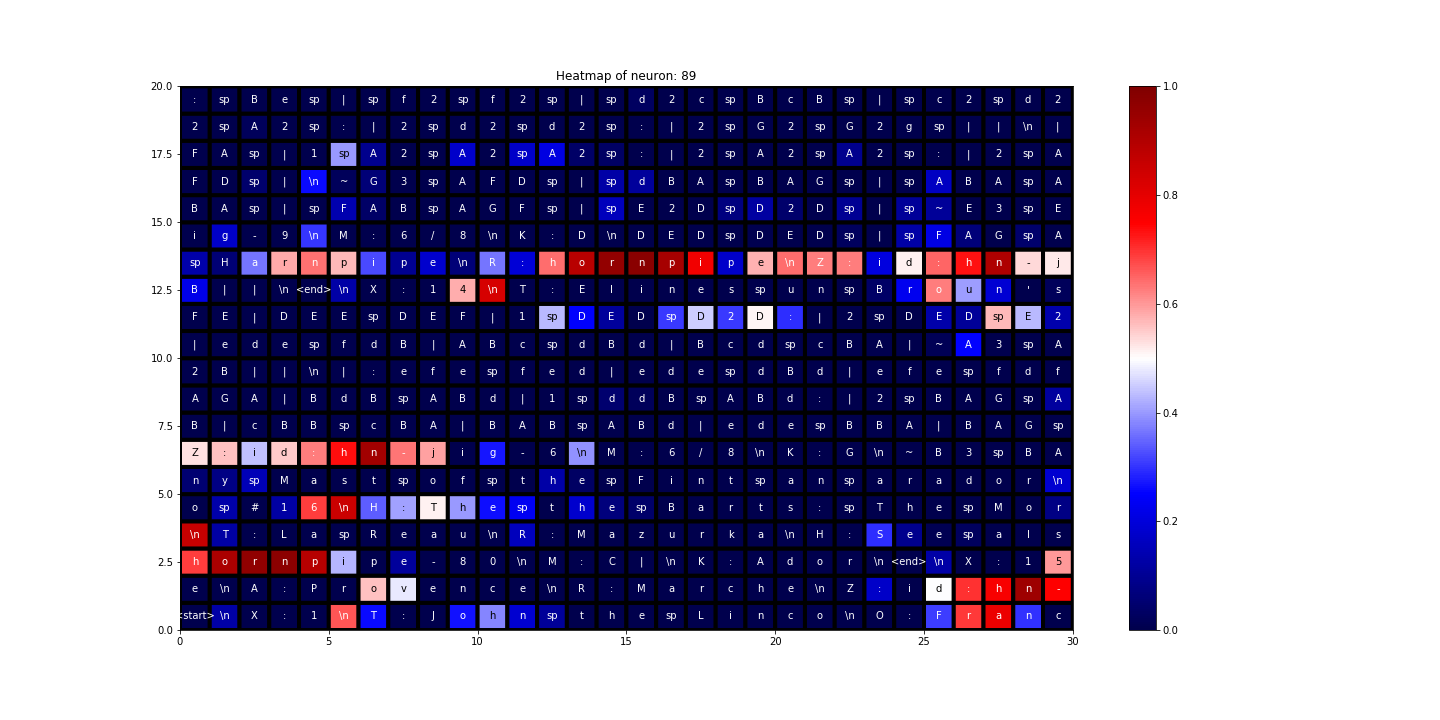 Heatmap of neuron: 89
20.0 : sp B e sp | sp f 2 sp f 2 sp | sp d 2 c sp B c B sp | sp c 2 sp d 2 1.0
2 sp A 2 sp : | 2 sp d 2 sp d 2 sp : | 2 sp G 2 sp G 2 g sp | | \n |
17.5 F A sp | 1 sp A 2 sp A 2 sp A 2 sp : | 2 sp A 2 sp A 2 sp : | 2 sp A
F D sp | \n ~ G 3 sp A F D sp | sp d B A sp B A G sp | sp A B A sp A 0.8
15.0 B A sp | sp F A B sp A G F sp | sp E 2 D sp D 2 D sp | sp ~ E 3 sp E
i g - 9 \n M : 6 / 8 \n K : D \n D E D sp D E D sp | sp F A G sp A
sp H a r n p i p e \n R : h o r n p i p e \n Z : i d : h n - j
12.5 B | | \n <end> \n X : 1 4 \n T : E l i n e s sp u n sp B r o u n ' s 0.6
F E | D E E sp D E F | 1 sp D E D sp D 2 D : | 2 sp D E D sp E 2
10.0 | e d e sp f d B | A B c sp d B d | B c d sp c B A | ~ A 3 sp A
2 B | | \n | : e f e sp f e d | e d e sp d B d | e f e sp f d f 0.4
A G A | B d B sp A B d | 1 sp d d B sp A B d : | 2 sp B A G sp A
7.5 B | c B B sp c B A | B A B sp A B d | e d e sp B B A | B A G sp
Z : i d : h n - j i g - 6 \n M : 6 / 8 \n K : G \n ~ B 3 sp B A
5.0 n y sp M a s t sp o f sp t h e sp F i n t sp a n sp a r a d o r \n
o sp # 1 6 \n H : T h e sp t h e sp B a r t s : sp T h e sp M o r 0.2
\n T : L a sp R e a u \n R : M a z u r k a \n H : S e e sp a l s
2.5 h o r n p i p e - 8 0 \n M : C | \n K : A d o r \n <end> \n X : 1 5
e \n A : P r o v e n c e \n R : M a r c h e \n Z : i d : h n -
0.0 <start> \n X : 1 \n T : J o h n sp t h e sp L i n c o \n O : F r a n c 0.0
0 5 10 15 20 25 30